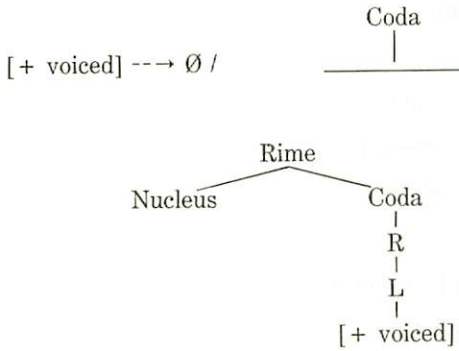 Coda
[+ voiced] ---→ Ø /
Rime
Nucleus Coda
R
L
[+ voiced]